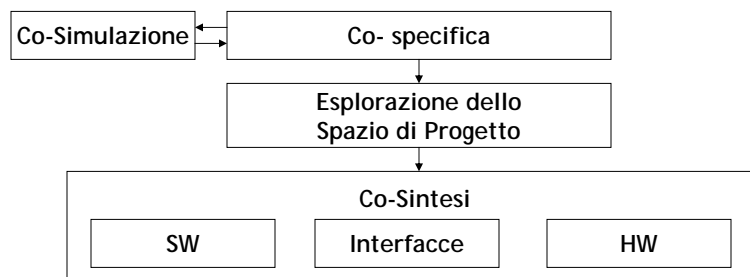 Co-Simulazione
Co- specifica
Esplorazione dello
Spazio di Progetto
Co-Sintesi
SW
Interfacce
HW